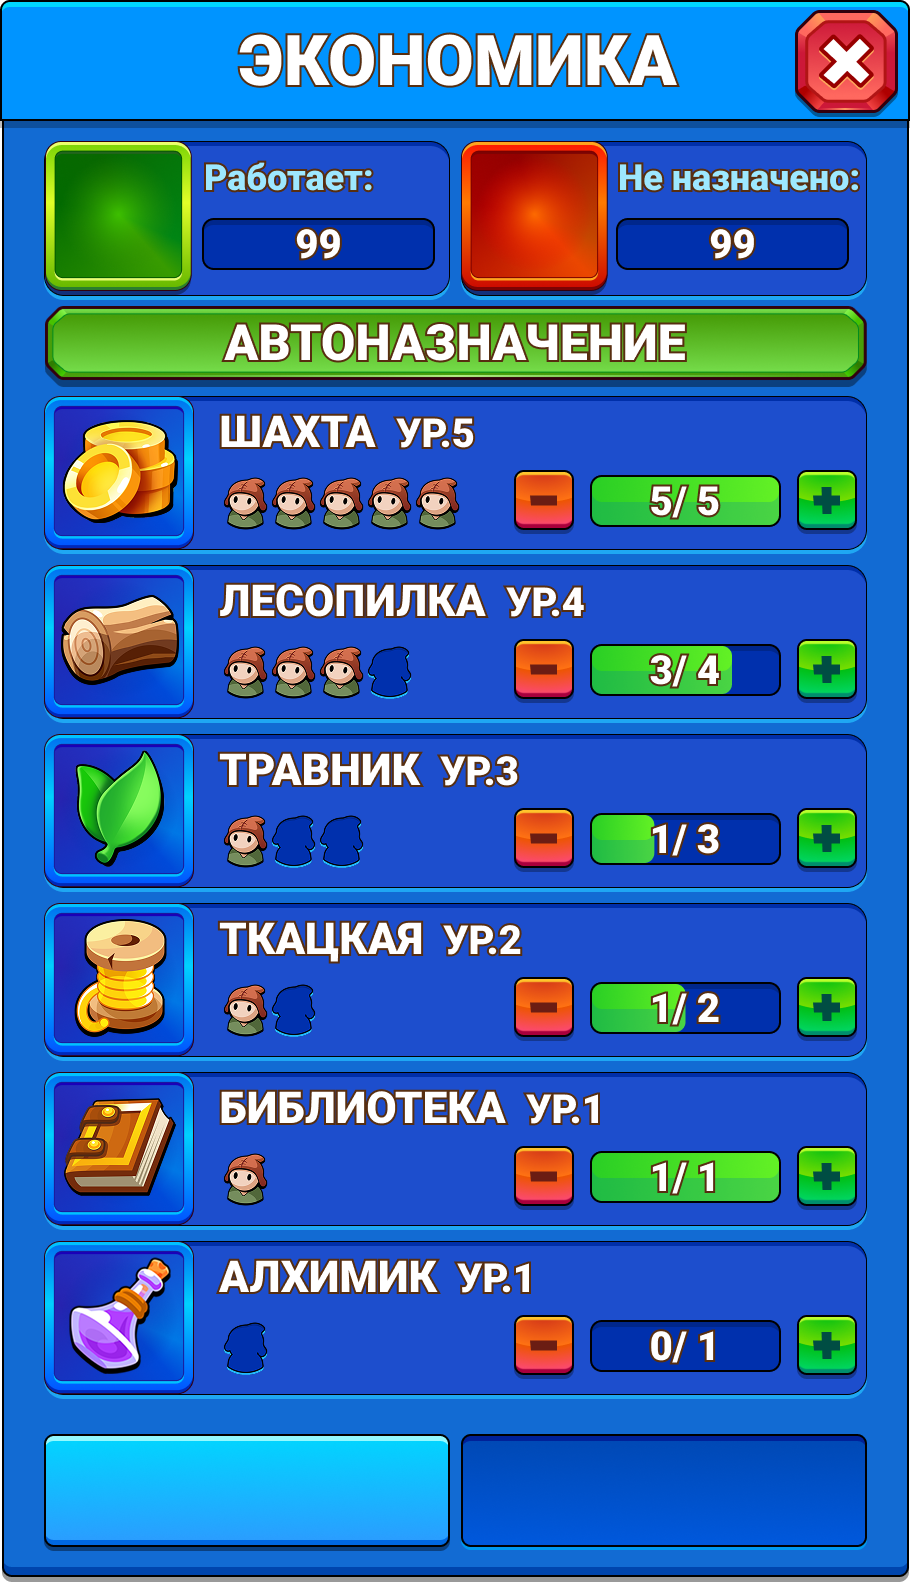 ЭКОНОМИКА
Работает:
99
Не назначено:
99
АВТОНАЗНАЧЕНИЕ
ШАХТА УР.5
5/ 5
ЛЕСОПИЛКА УР.4
3/ 4
ТРАВНИК УР.3
1/ 3
ТКАЦКАЯ УР.2
1/ 2
БИБЛИОТЕКА УР.1
1/ 1
АЛХИМИК УР.1
0/ 1